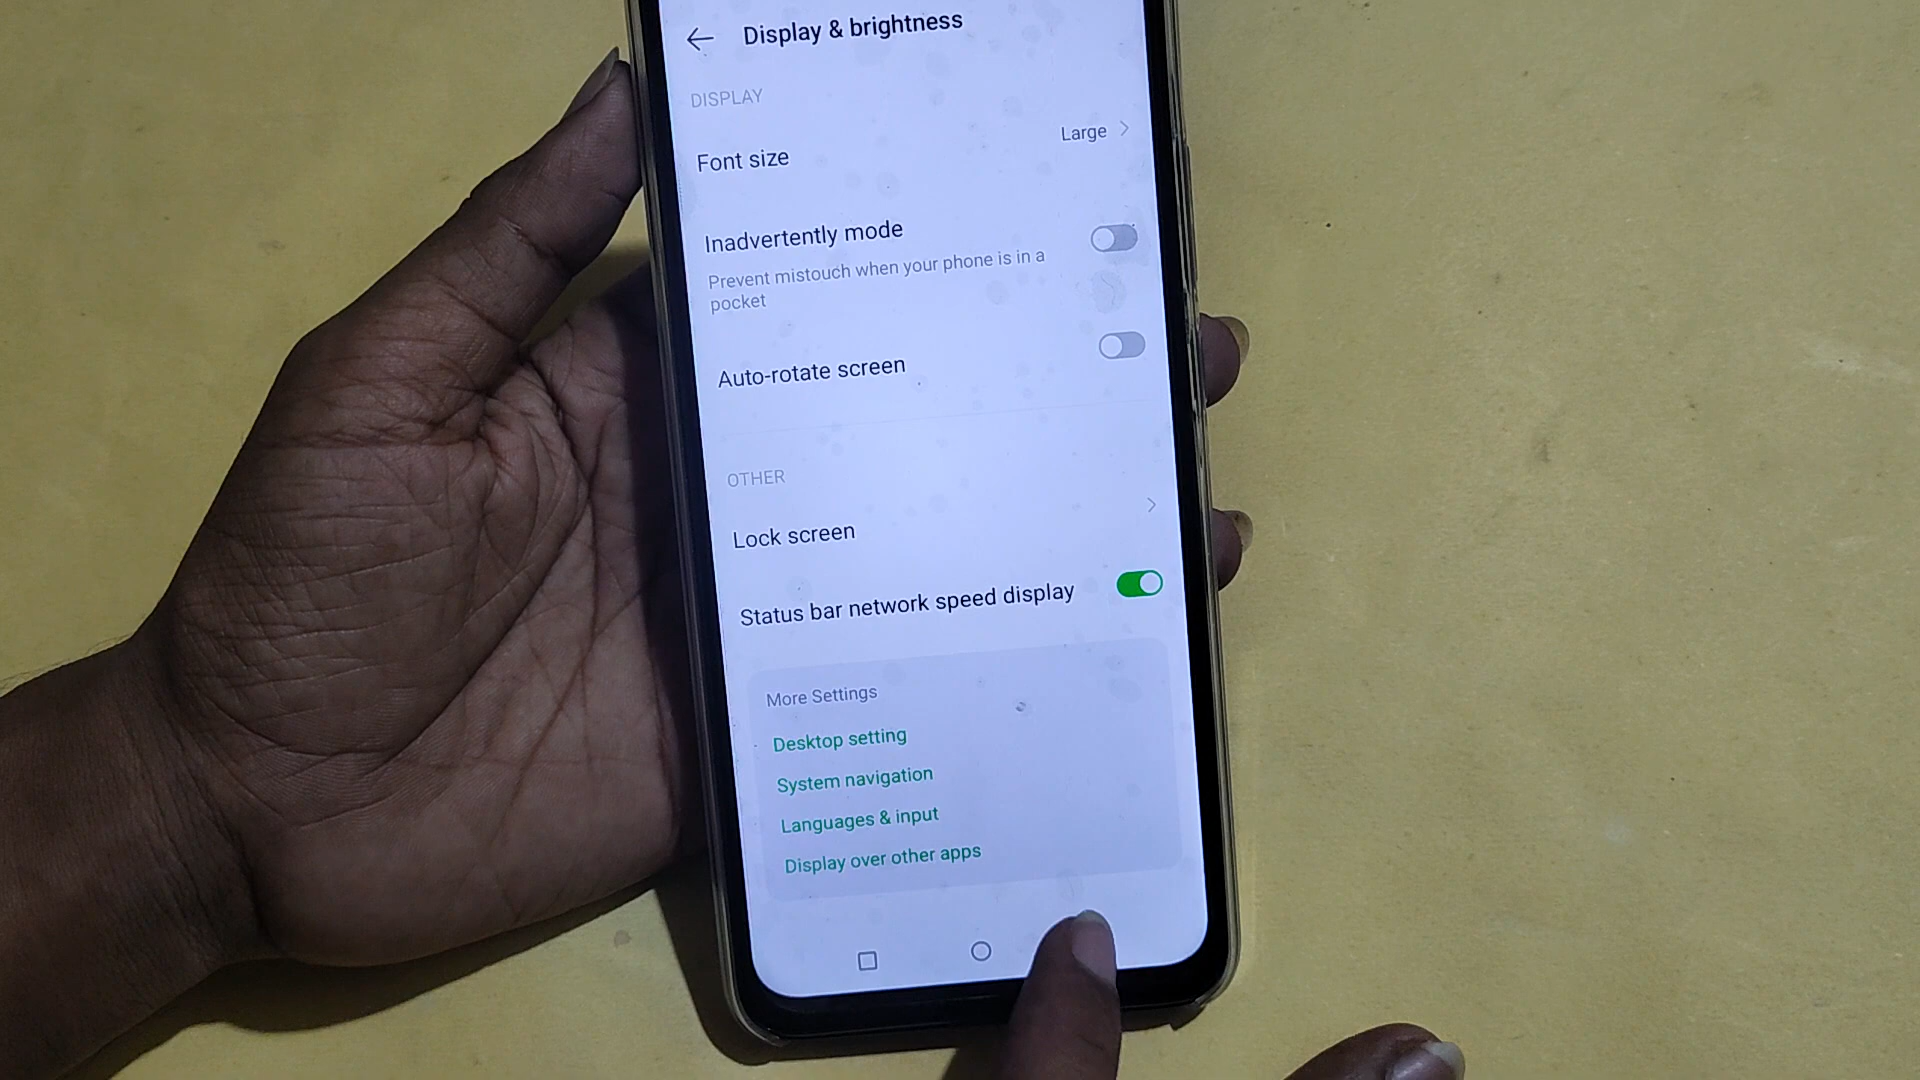 Display & brightness
DISPLAY
Font size
Large
Inadvertently mode
Prevent mistouch when your phone is in a
pocket
Auto-rotate screen
OTHER
Lock screen
Status bar network speed display
More Settings
Desktop setting
System navigation
Languages & input
Display over other apps